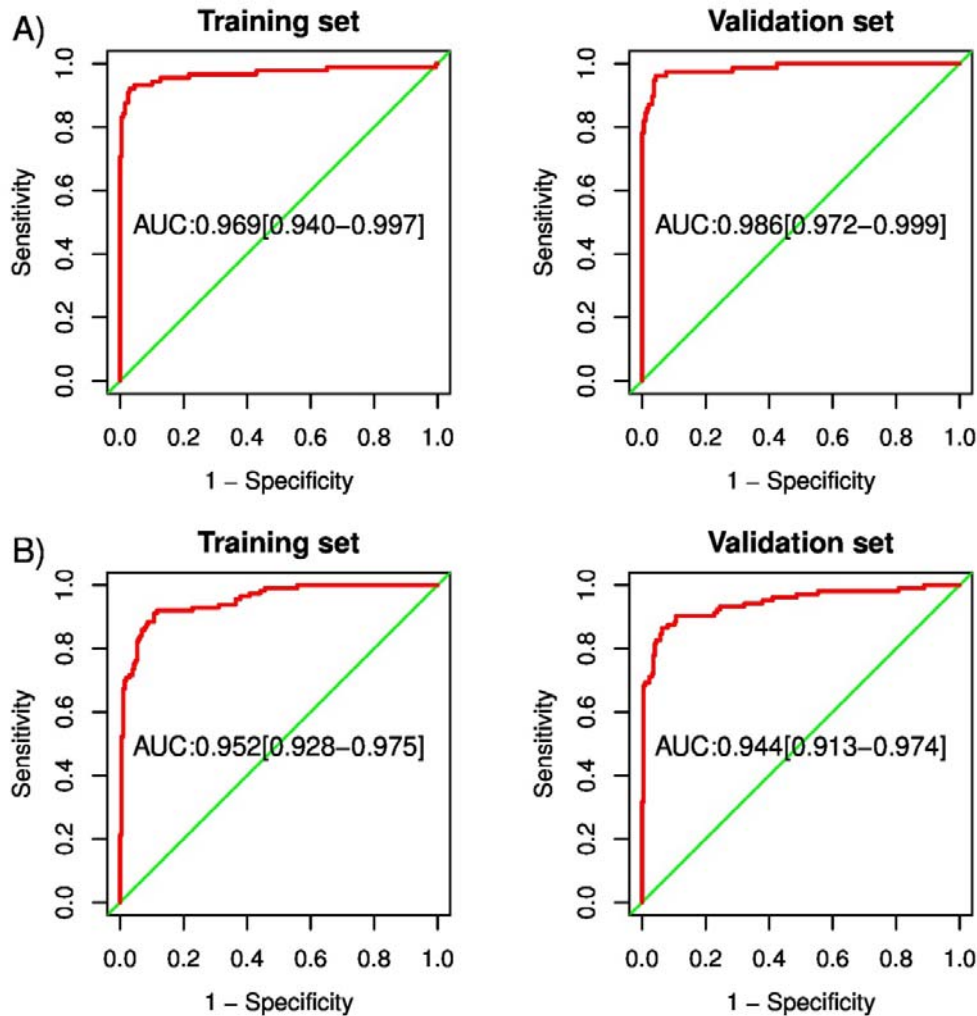 A)
Training set
Sensitivity
0.0 0.2 0.4 0.6 0.8 1.0
AUC:0.969[0.940−0.997]
0.0 0.2 0.4 0.6 0.8 1.0
1 − Specificity
Validation set
Sensitivity
0.0 0.2 0.4 0.6 0.8 1.0
AUC:0.986[0.972−0.999]
0.0 0.2 0.4 0.6 0.8 1.0
1 − Specificity
B)
Training set
Sensitivity
0.0 0.2 0.4 0.6 0.8 1.0
AUC:0.952[0.928−0.975]
0.0 0.2 0.4 0.6 0.8 1.0
1 − Specificity
Validation set
Sensitivity
0.0 0.2 0.4 0.6 0.8 1.0
AUC:0.944[0.913−0.974]
0.0 0.2 0.4 0.6 0.8 1.0
1 − Specificity